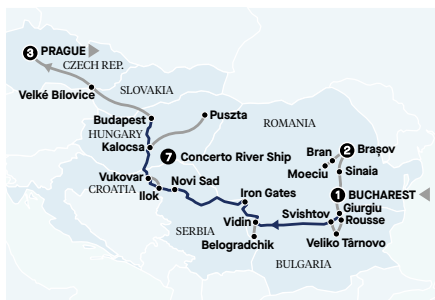 3 PRAGUE
CZECH REP.
Velké Bílovice
SLOVAKIA
Budapest
Puszta
HUNGARY
ROMANIA
Kalocsa
7 Concerto River Ship
Bran
2 Brașov
Moeciu
Sinaia
Vukovar
Novi Sad
CROATIA
Ilok
Iron Gates
1 BUCHAREST
Giurgiu
Svishtov
Rousse
Vidin
SERBIA
Belogradchik
Veliko Tárnovo
BULGARIA